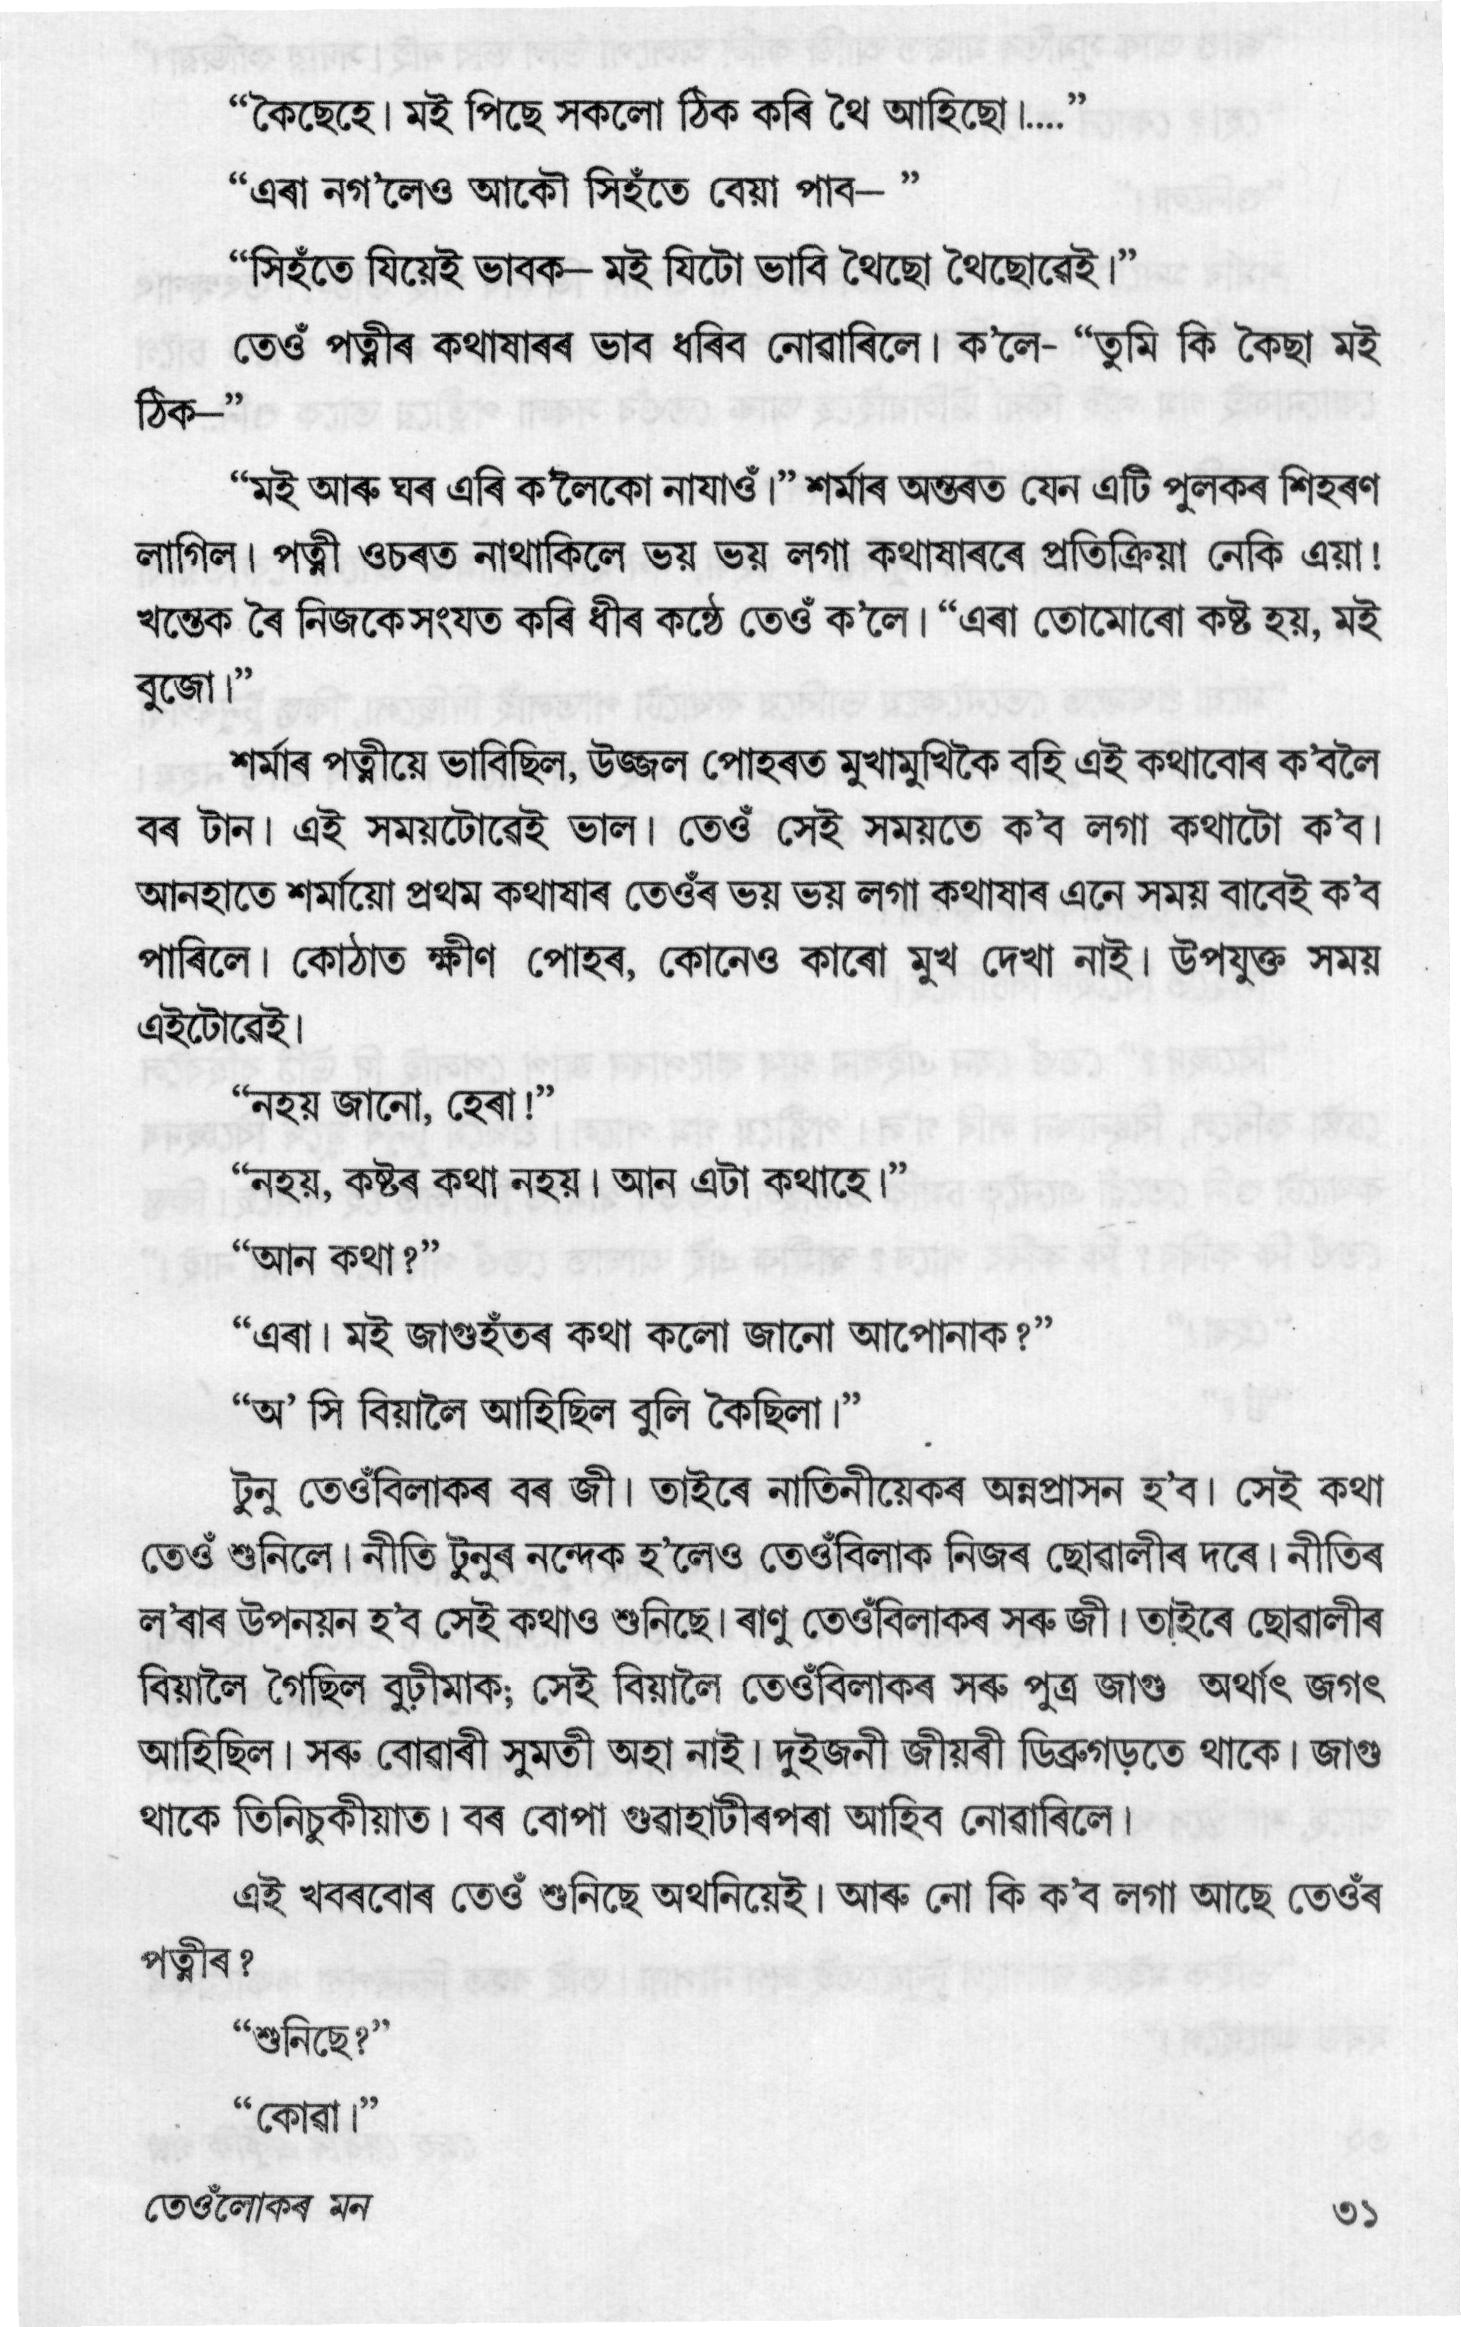 “কৈছেহে। মই পিছে সকলো ঠিক কৰি থৈ আহিছো।....”
“এৰা নগ’লেও আকৌ সিহঁতে বেয়া পাব— ”
“সিহঁতে যিয়েই ভাবক— মই যিটো ভাবি থৈছো থৈছোৱেই।”
তেওঁ পত্নীৰ কথাষাৰৰ ভাব ধৰিব নোৱাৰিলে। ক’লে- “তুমি কি কৈছা মই
ঠিক—”
“মই আৰু ঘৰ এৰি ক’লৈকো নাযাওঁ।” শৰ্মাৰ অন্তৰত যেন এটি পুলকৰ শিহৰণ
লাগিল। পত্নী ওচৰত নাথাকিলে ভয় ভয় লগা কথাষাৰৰে প্ৰতিক্ৰিয়া নেকি এয়া!
খন্তেক ৰৈ নিজকে সংযত কৰি ধীৰ কন্ঠে তেওঁ ক’লে। “এৰা তোমোৰো কষ্ট হয়, মই
বুজো।”
শৰ্মাৰ পত্নীয়ে ভাবিছিল, উজ্জল পোহৰত মুখামুখিকৈ বহি এই কথাবোৰ ক’বলৈ
বৰ টান। এই সময়টোৱেই ভাল। তেওঁ সেই সময়তে ক’ব লগা কথাটো ক’ব।
আনহাতে শৰ্মায়ো প্ৰথম কথাষাৰ তেওঁৰ ভয় ভয় লগা কথাষাৰ এনে সময় বাবেই ক’ব
পাৰিলে। কোঠাত ক্ষীণ পোহৰ, কোনেও কাৰো মুখ দেখা নাই। উপযুক্ত সময়
এইটোৱেই।
“নহয় জানো, হেৰা!”
“নহয়, কষ্টৰ কথা নহয়। আন এটা কথাহে।”
“আন কথা?”
“এৰা। মই জাগুহঁতৰ কথা কলো জানো আপোনাক?”
“অ’ সি বিয়ালৈ আহিছিল বুলি কৈছিলা।”
টুনু তেওঁবিলাকৰ বৰ জী। তাইৰে নাতিনীয়েকৰ অন্নপ্ৰাসন হ’ব। সেই কথা
তেওঁ শুনিলে। নীতি টুনুৰ নন্দেক হ’লেও তেওঁবিলাক নিজৰ ছোৱালীৰ দৰে। নীতিৰ
ল’ৰাৰ উপনয়ন হ’ব সেই কথাও শুনিছে। ৰাণু তেওঁবিলাকৰ সৰু জী। তাইৰে ছোৱালীৰ
বিয়ালৈ গৈছিল বুঢ়ীমাক; সেই বিয়ালৈ তেওঁবিলাকৰ সৰু পুত্ৰ জাগু অৰ্থাৎ জগৎ
আহিছিল। সৰু বোৱাৰী সুমতী অহা নাই। দুইজনী জীয়ৰী ডিব্ৰুগড়তে থাকে। জাগু
থাকে তিনিচুকীয়াত। বৰ বোপা গুৱাহাটীৰপৰা আহিব নোৱাৰিলে।
এই খবৰবোৰ তেওঁ শুনিছে অথনিয়েই। আৰু নো কি ক’ব লগা আছে তেওঁৰ
পত্নীৰ?
“শুনিছে?”
“কোৱা।”
তেওঁলোকৰ মন
৩১